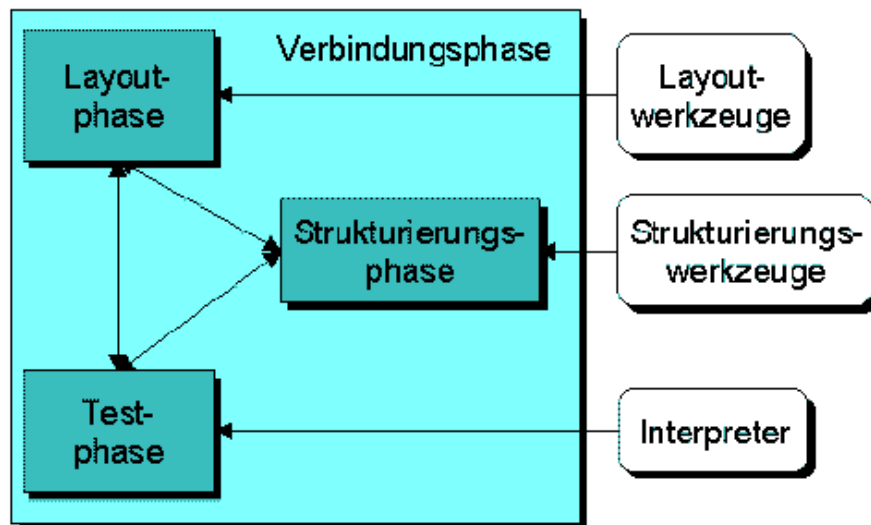 Verbindungsphase
Layout-
phase
Layout-
werkzeuge
Strukturierungs-
phase
Strukturierungs-
werkzeuge
Test-
phase
Interpreter